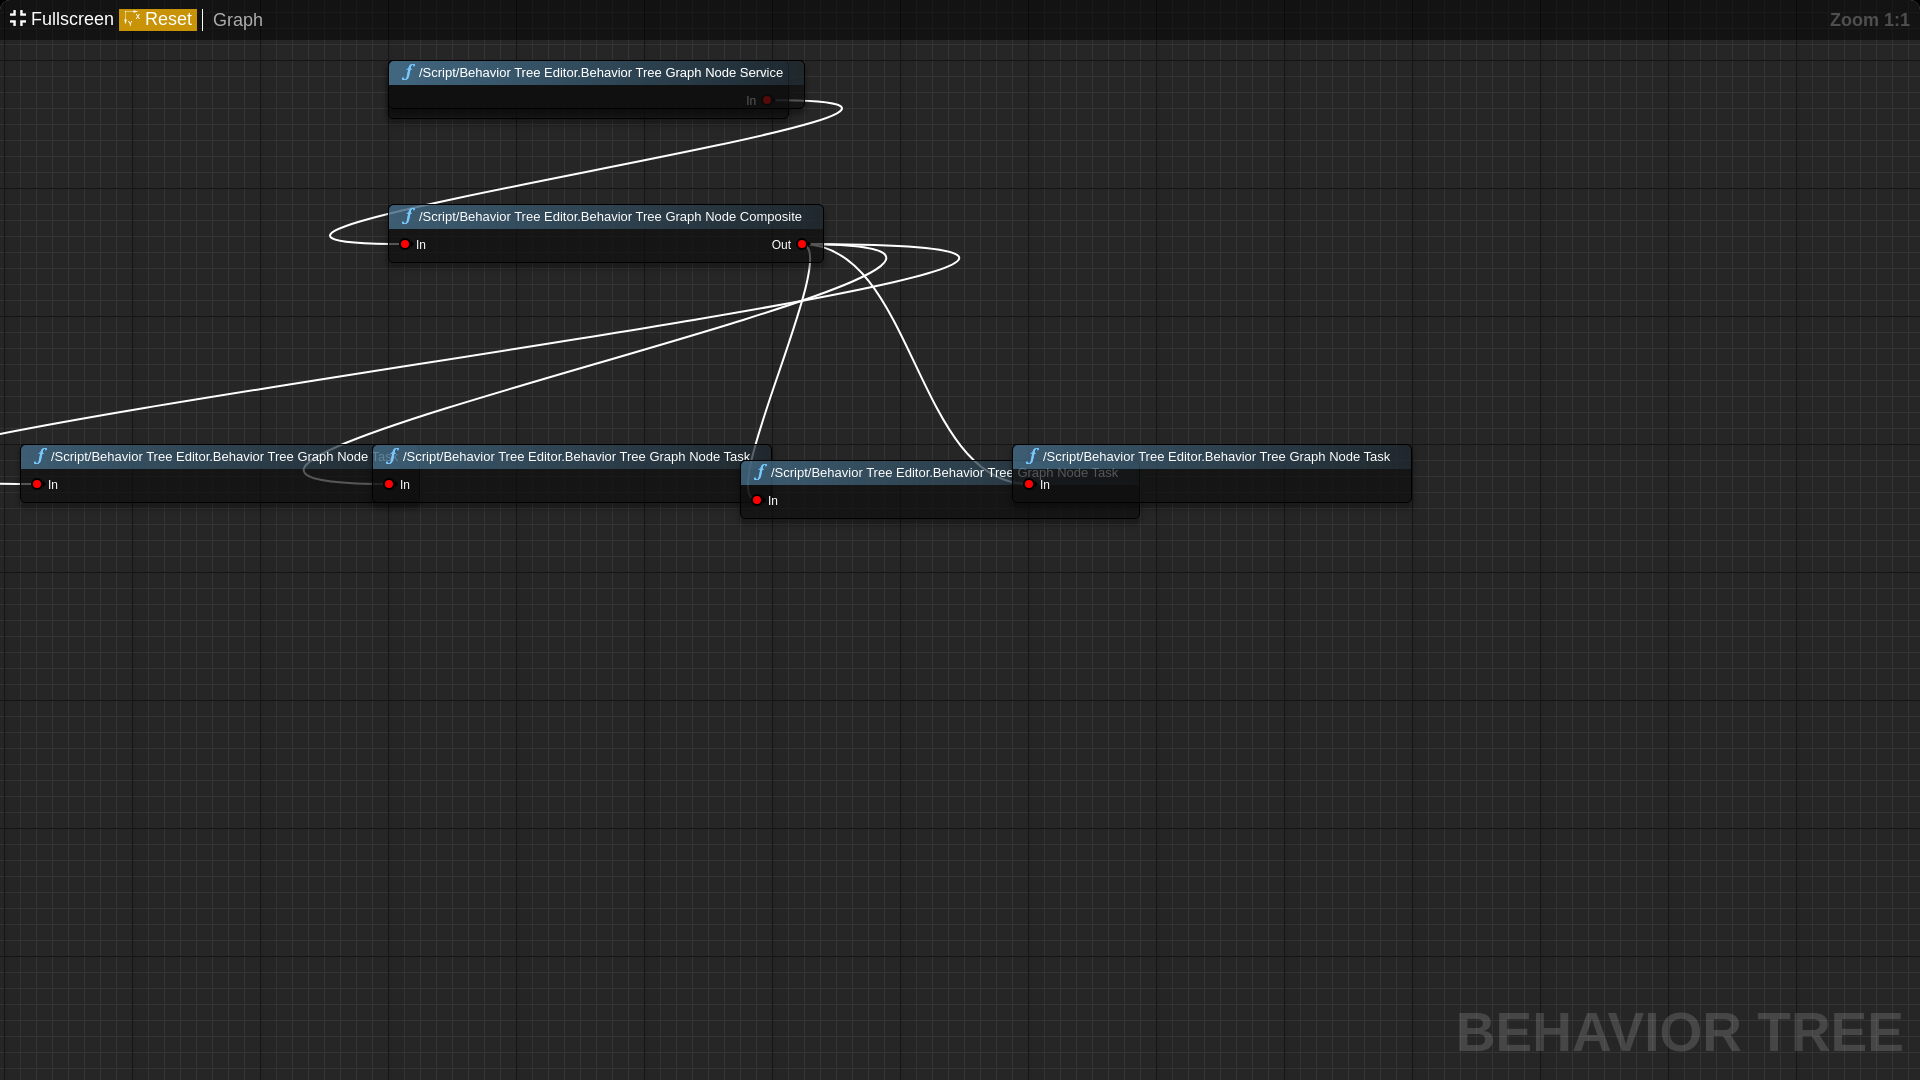 Fullscreen Reset Graph Zoom 1:1
/Script/Behavior Tree Editor.Behavior Tree Graph Node Service
In
/Script/Behavior Tree Editor.Behavior Tree Graph Node Composite
In Out
/Script/Behavior Tree Editor.Behavior Tree Graph Node Task
In
/Script/Behavior Tree Editor.Behavior Tree Graph Node Task
In
/Script/Behavior Tree Editor.Behavior Tree Graph Node Task
In
/Script/Behavior Tree Editor.Behavior Tree Graph Node Task
In
BEHAVIOR TREE